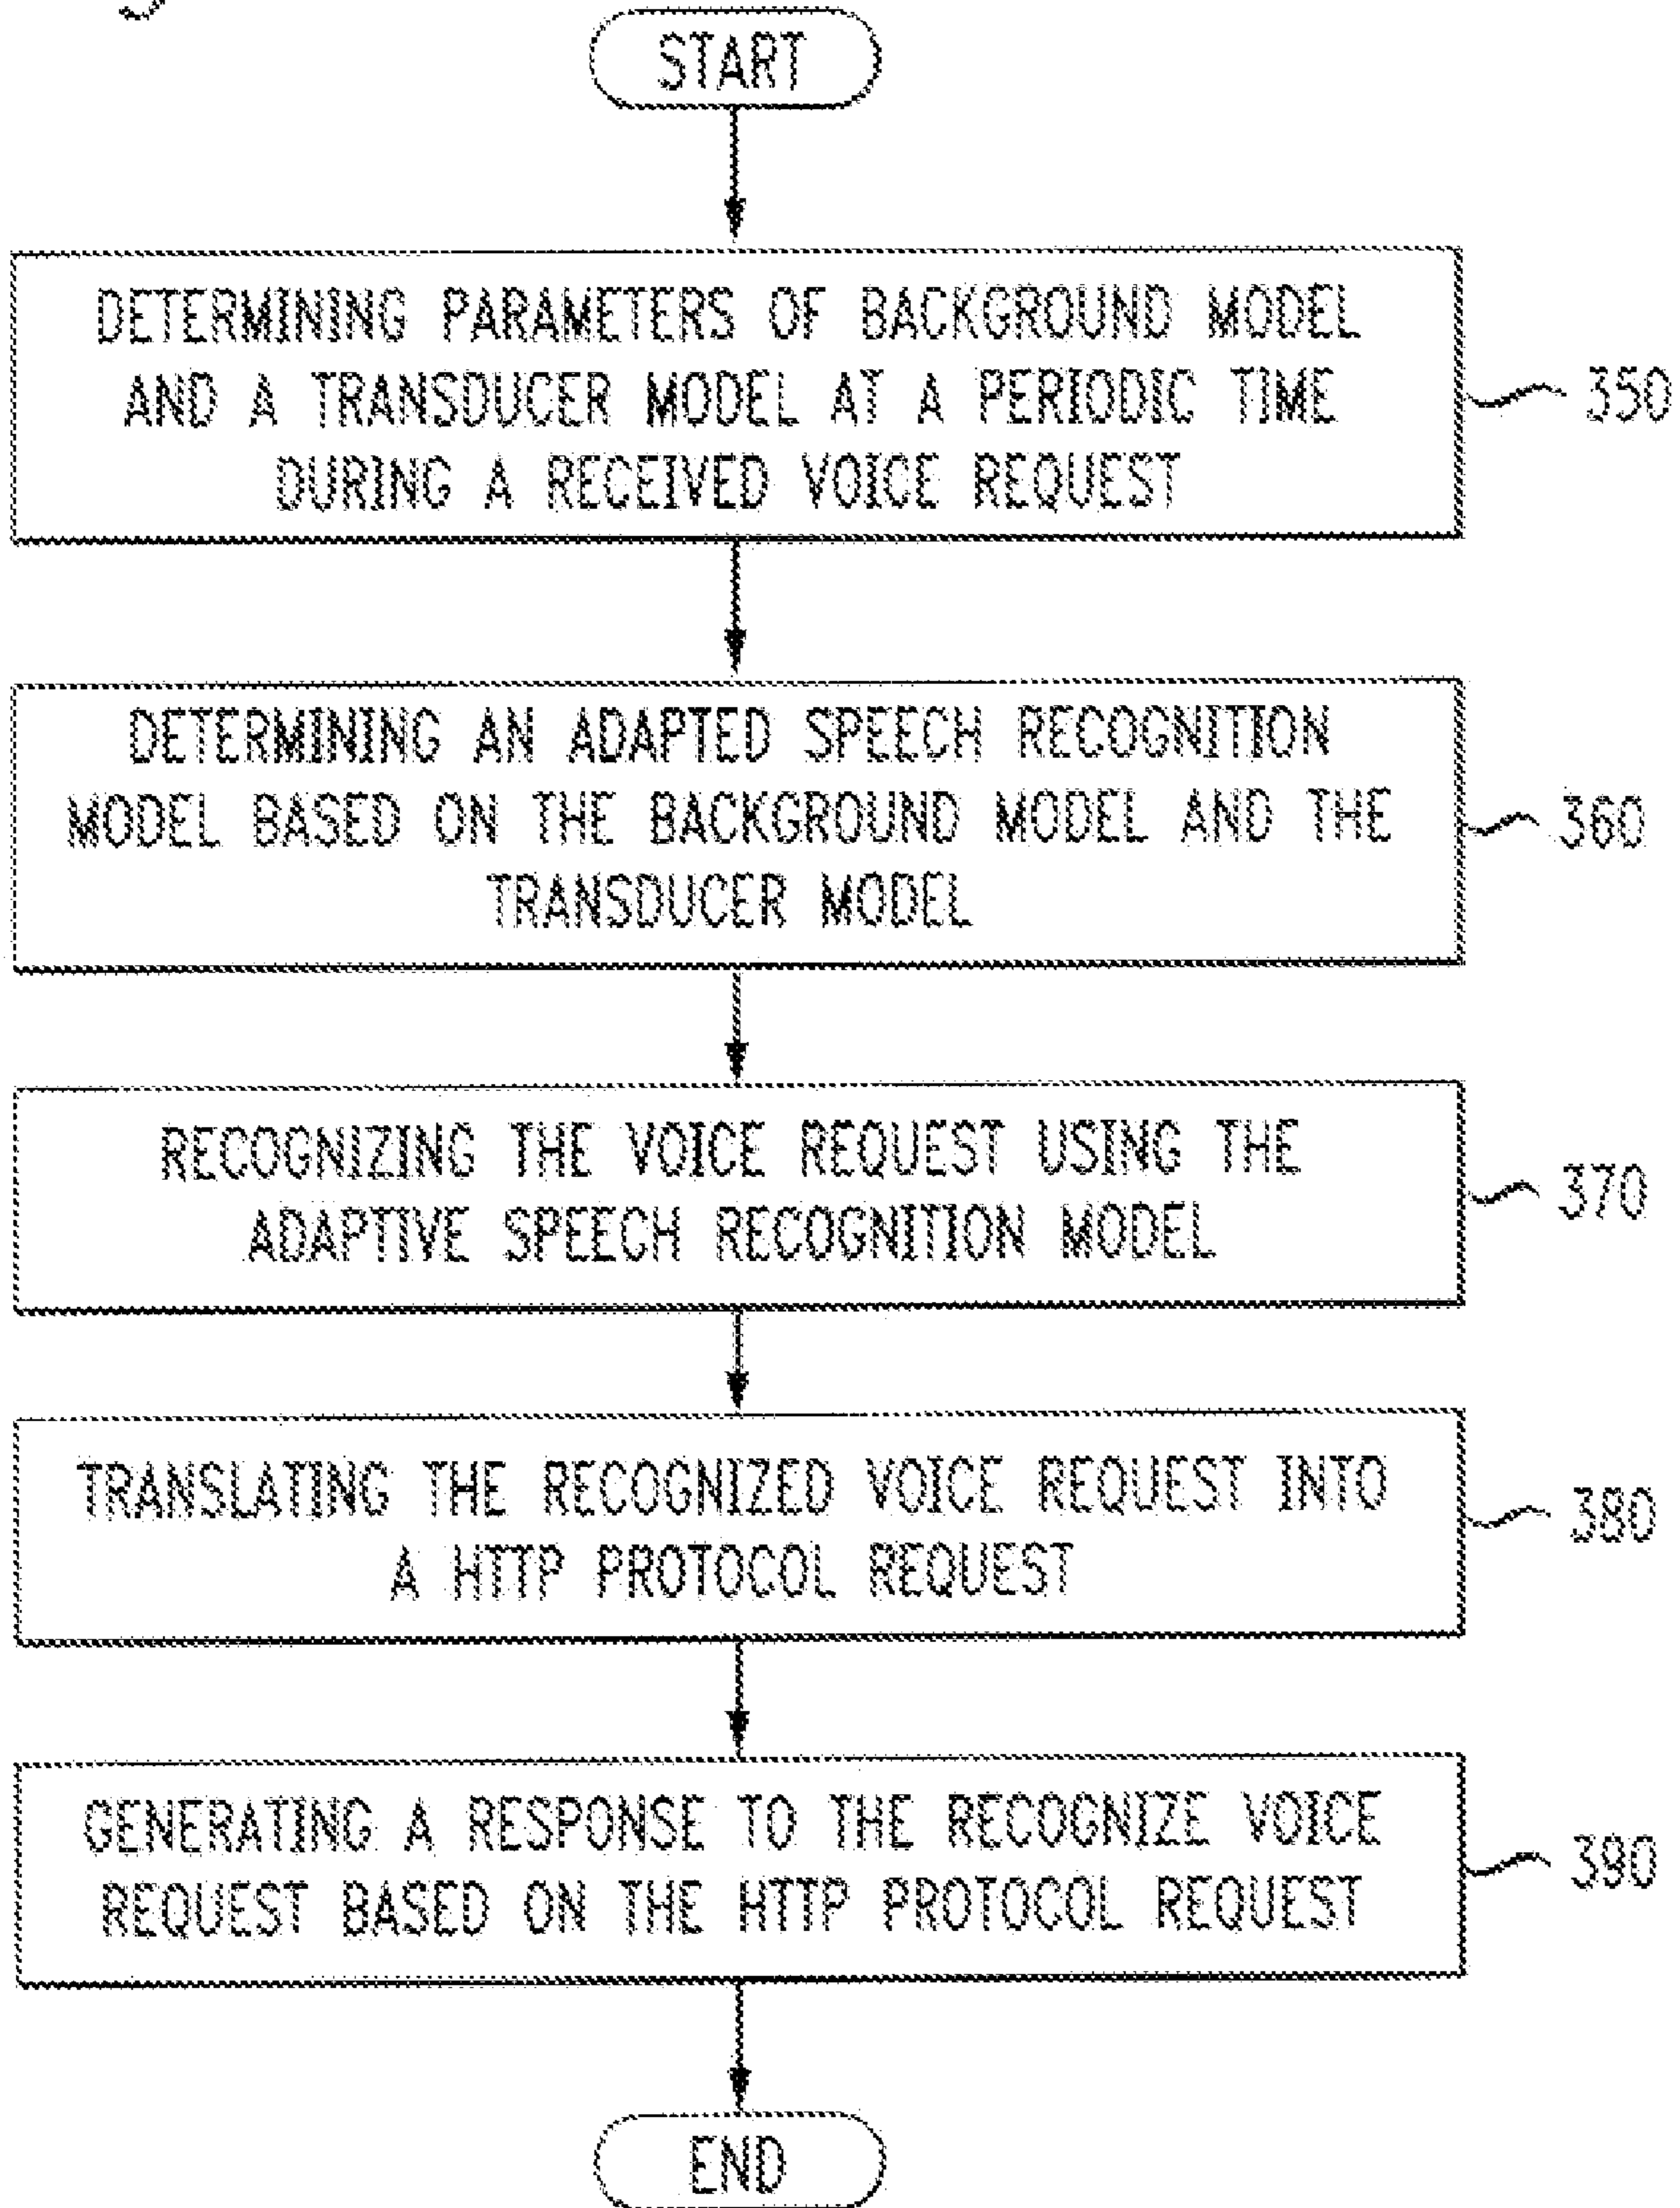 START
DETERMINING PARAMETERS OF BACKGROUND MODEL
AND A TRANSDUCER MODEL AT A PERIODIC TIME
DURING A RECEIVED VOICE REQUEST
350
DETERMINING AN ADAPTED SPEECH RECOGNITION
MODEL BASED ON THE BACKGROUND MODEL AND THE
TRANSDUCER MODEL
360
RECOGNIZING THE VOICE REQUEST USING THE
ADAPTIVE SPEECH RECOGNITION MODEL
370
TRANSLATING THE RECOGNIZED VOICE REQUEST INTO
A HTTP PROTOCOL REQUEST
380
GENERATING A RESPONSE TO THE RECOGNIZE VOICE
REQUEST BASED ON THE HTTP PROTOCOL REQUEST
390
END